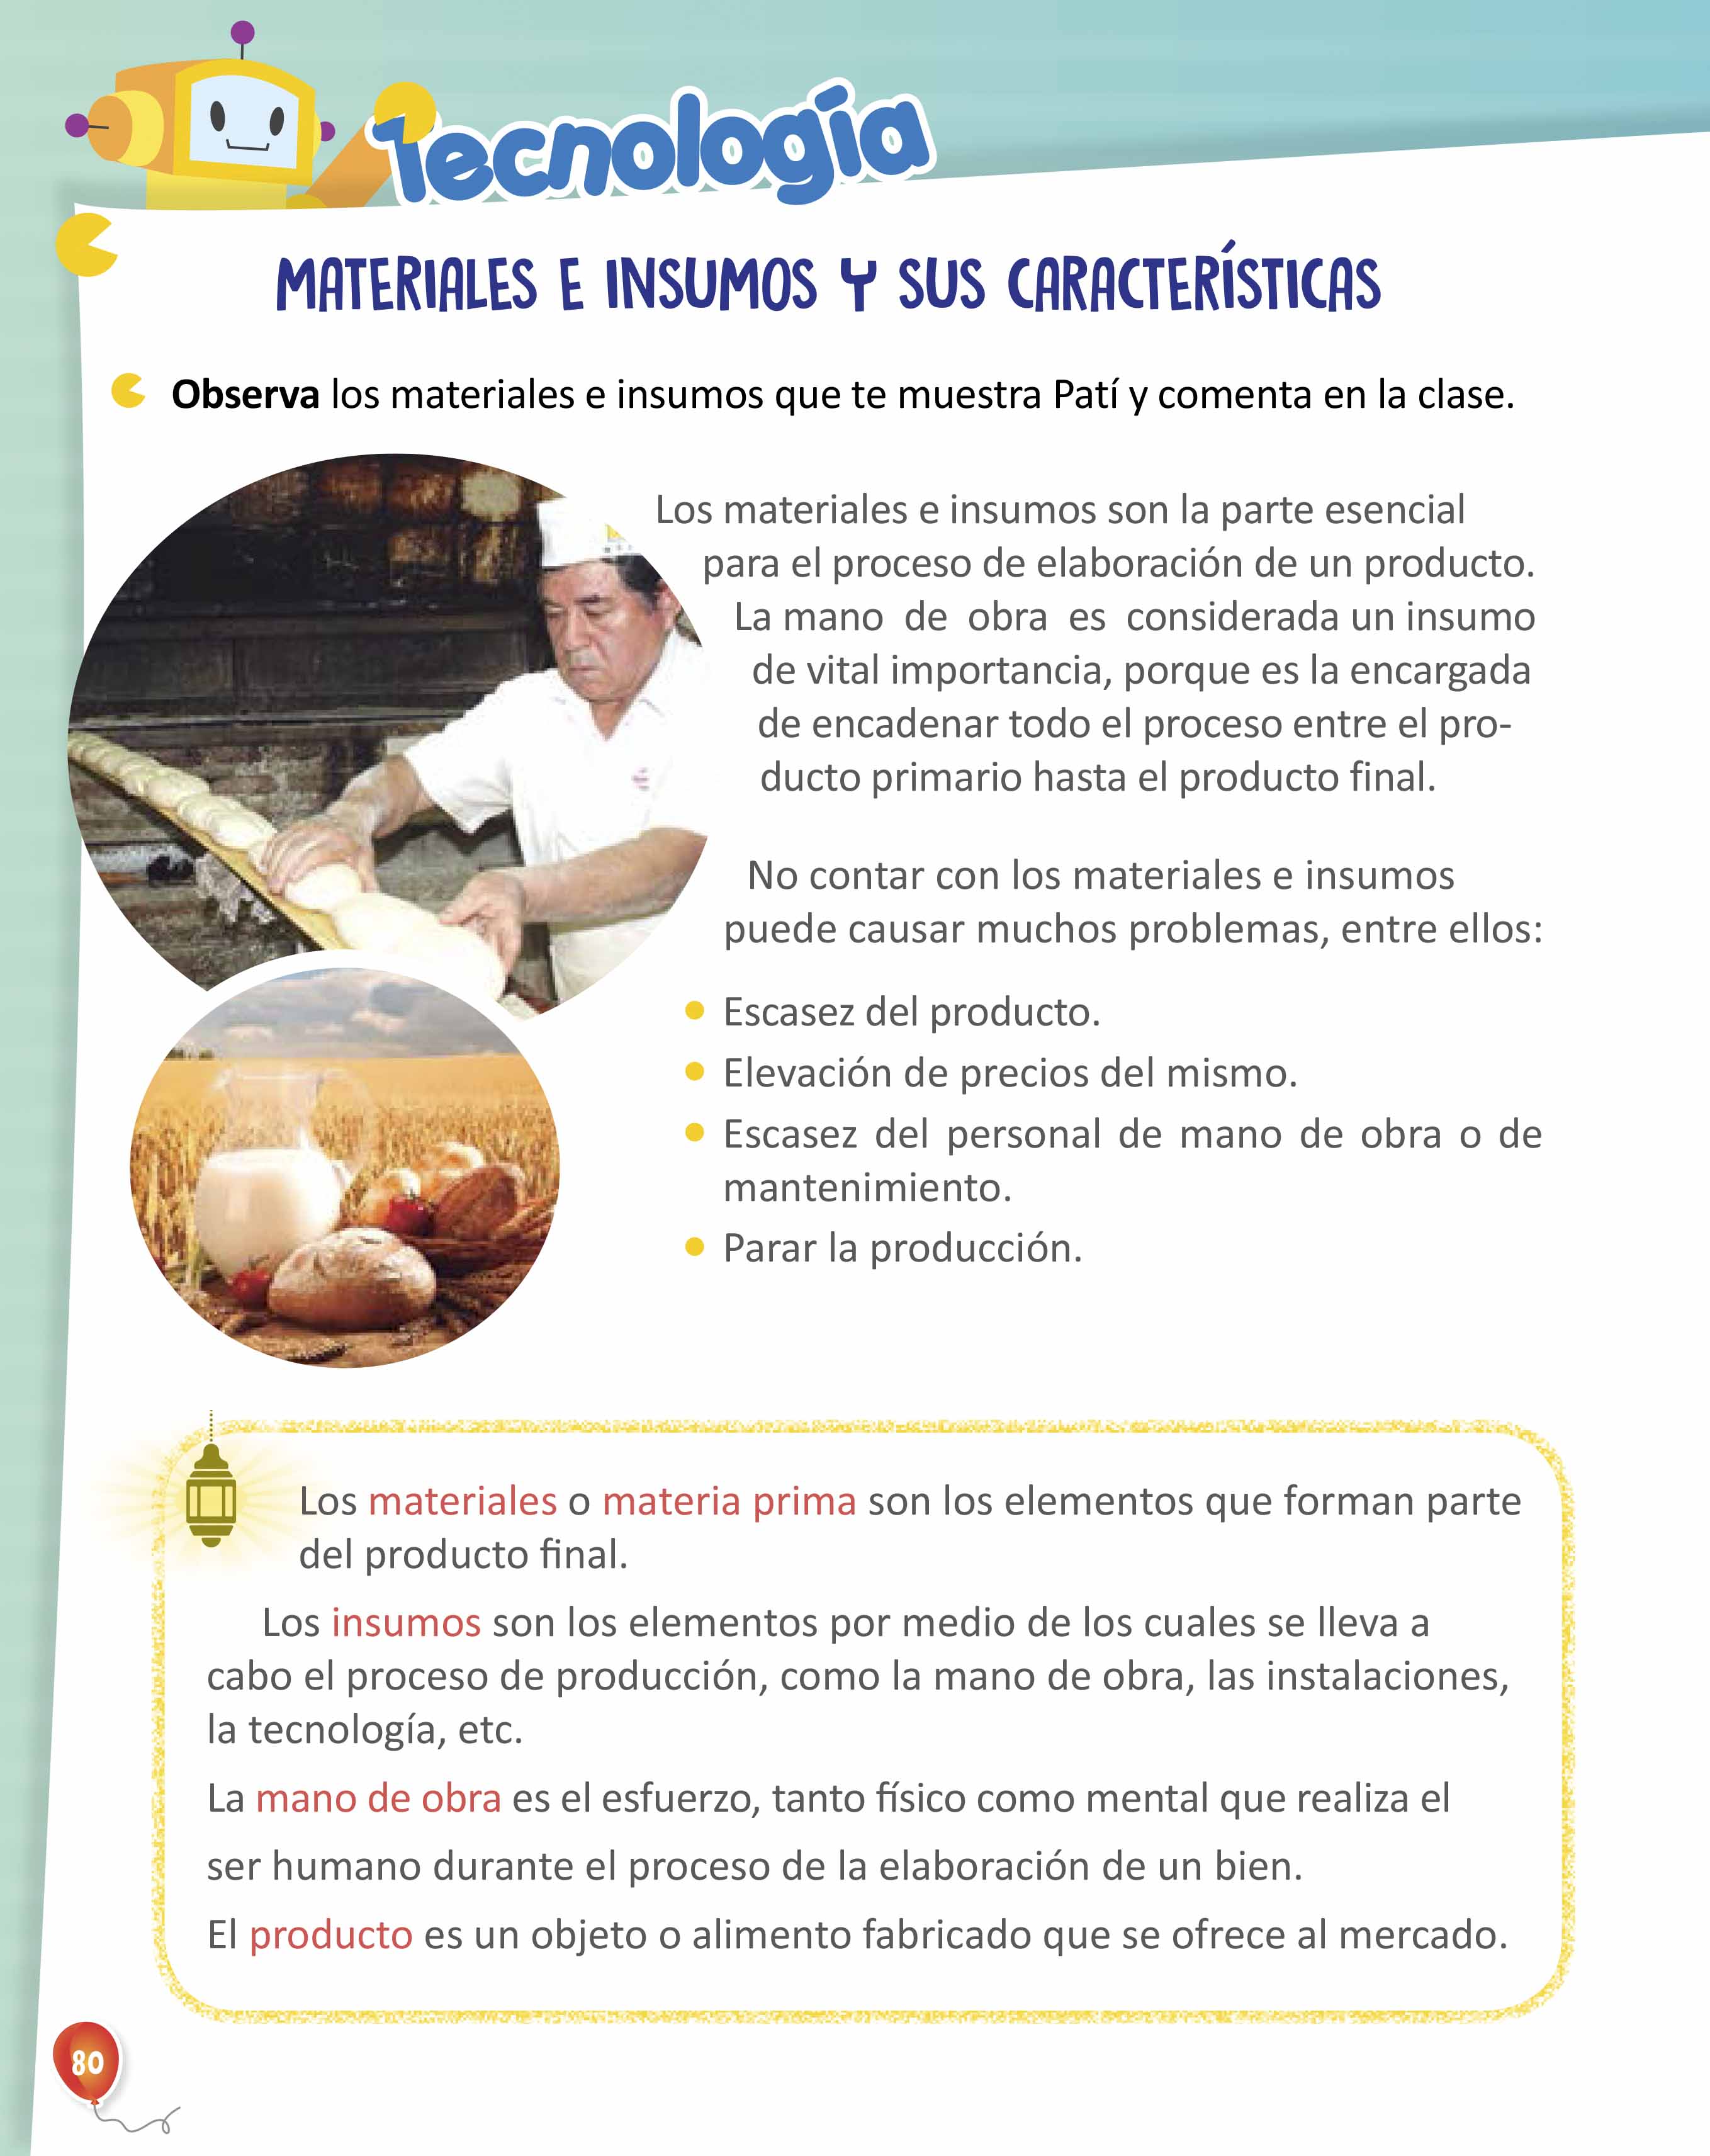 Tecnología
MATERIALES E INSUMOS Y SUS CARACTERÍSTICAS
Observa los materiales e insumos que te muestra Patí y comenta en la clase.
Los materiales e insumos son la parte esencial
para el proceso de elaboración de un producto.
La mano de obra es considerada un insumo
de vital importancia, porque es la encargada
de encadenar todo el proceso entre el pro-
ducto primario hasta el producto final.
No contar con los materiales e insumos
puede causar muchos problemas, entre ellos:
Escasez del producto.
Elevación de precios del mismo.
Escasez del personal de mano de obra o de
mantenimiento.
Parar la producción.
Los materiales o materia prima son los elementos que forman parte
del producto final.
Los insumos son los elementos por medio de los cuales se lleva a
cabo el proceso de producción, como la mano de obra, las instalaciones,
la tecnología, etc.
La mano de obra es el esfuerzo, tanto físico como mental que realiza el
ser humano durante el proceso de la elaboración de un bien.
El producto es un objeto o alimento fabricado que se ofrece al mercado.
80